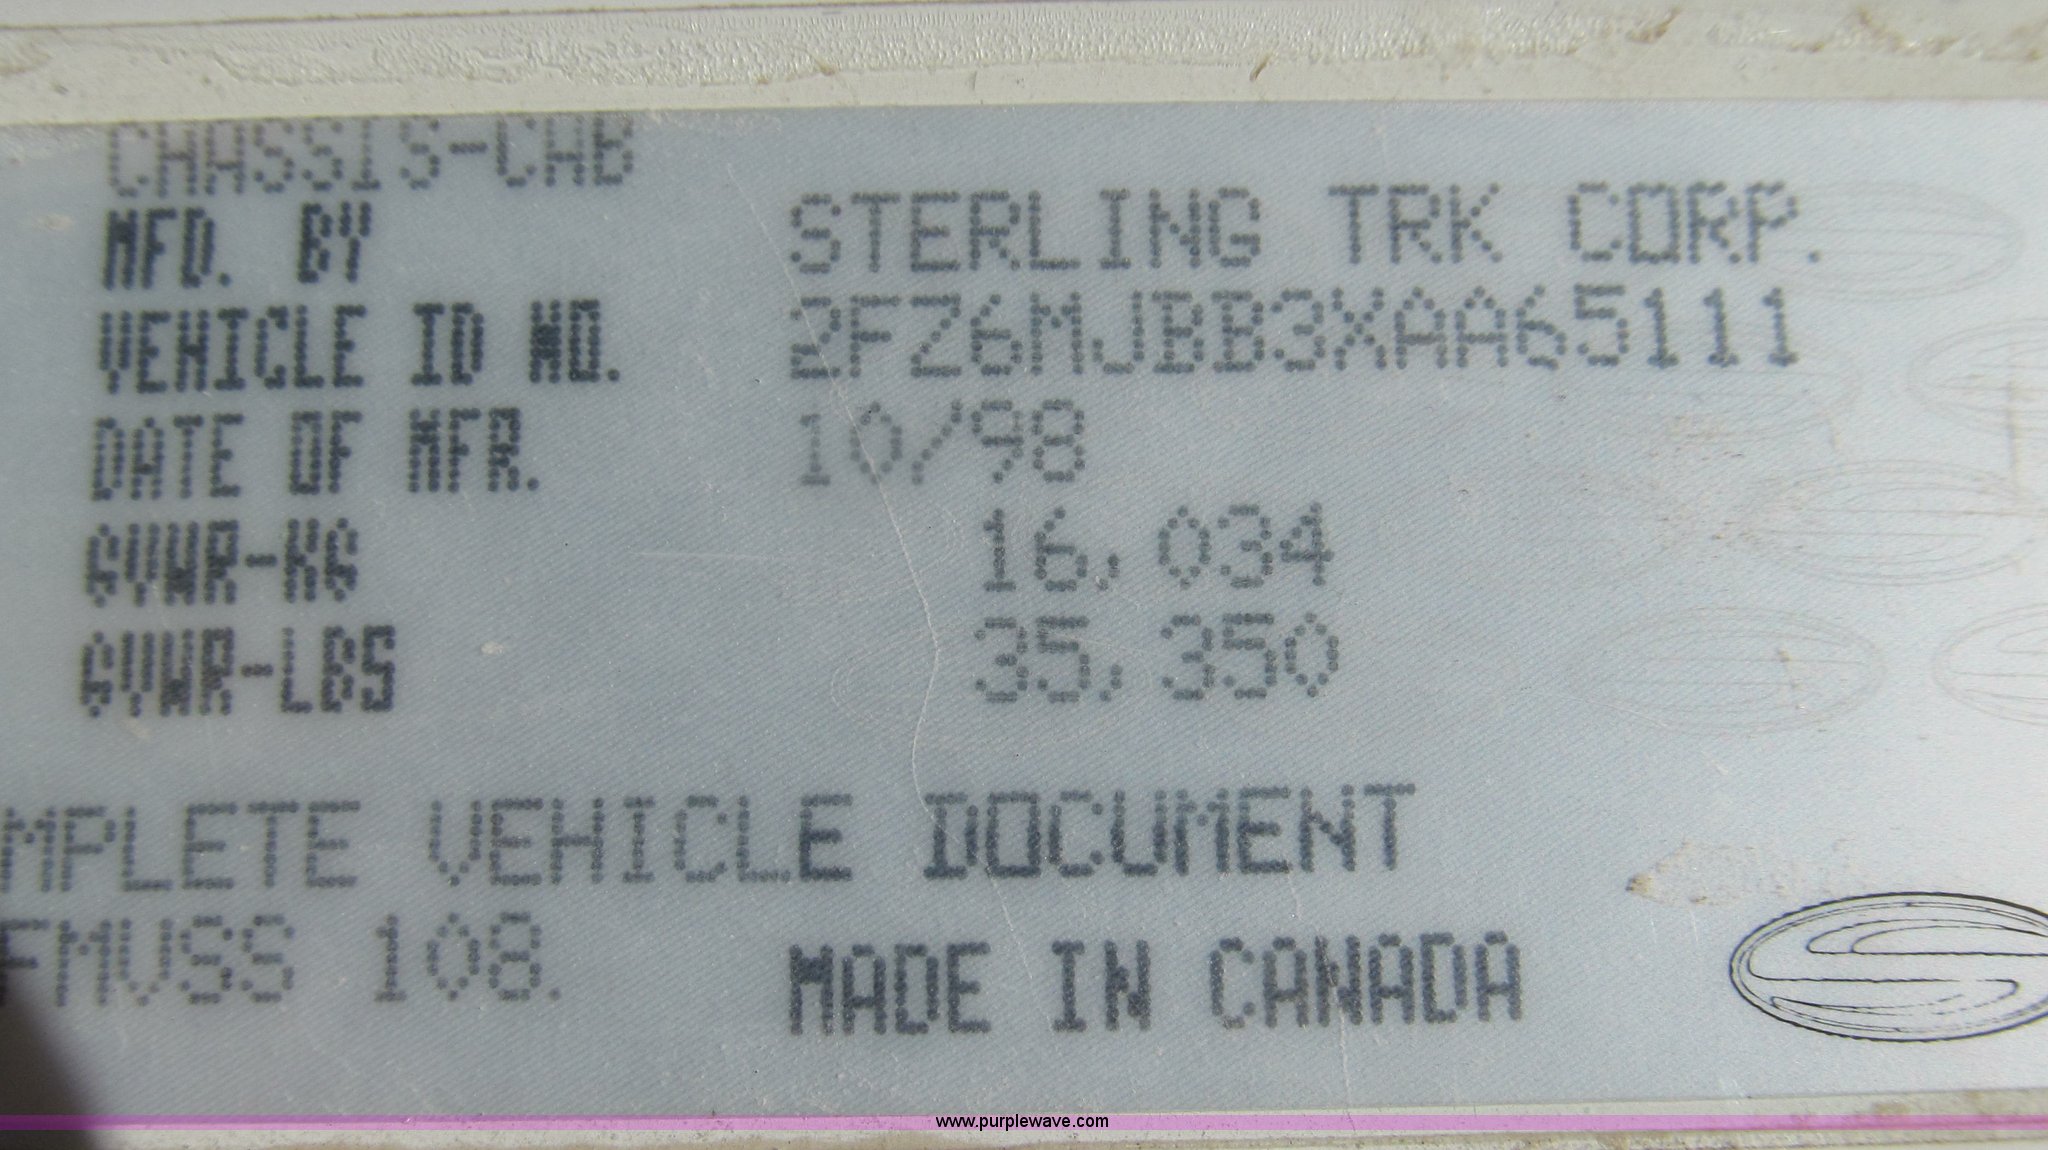 CHASSIS-CAB
MFD. BY STERLING TRK CORP.
VEHICLE ID NO. 2FZ6MJBB3XAA65111
DATE OF MFR. 10/98
GVWR-KG 16,034
GVWR-LBS 35,350
MPLETE VEHICLE DOCUMENT
FMVSS 108.
MADE IN CANADA
www.purplewave.com